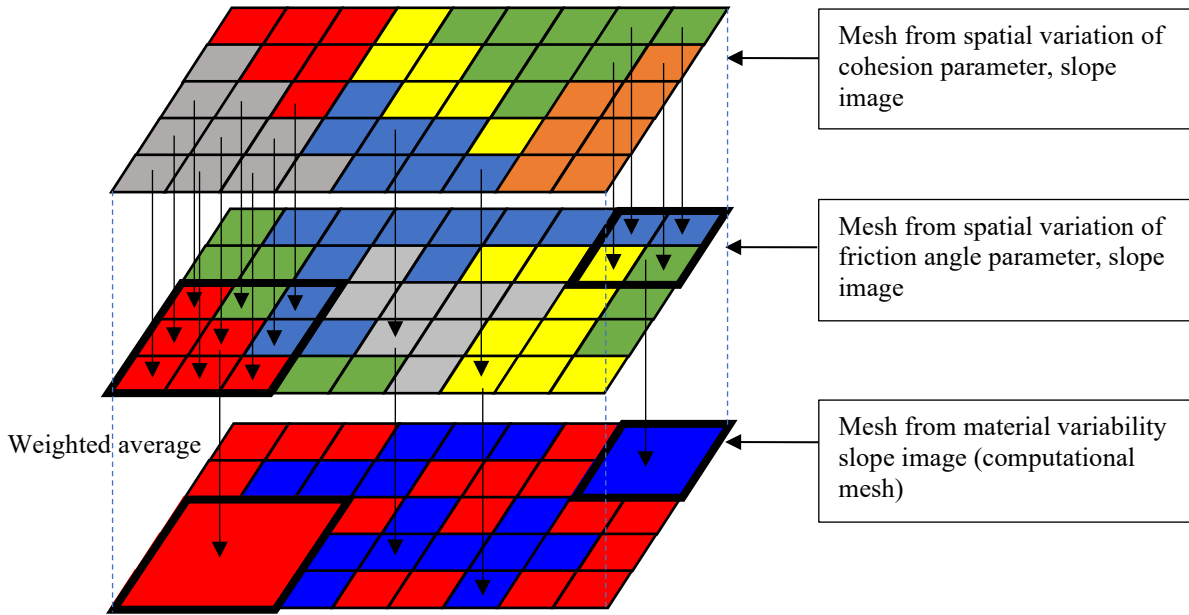 Mesh from spatial variation of
cohesion parameter, slope
image
Mesh from spatial variation of
friction angle parameter, slope
image
Weighted average
Mesh from material variability
slope image (computational
mesh)